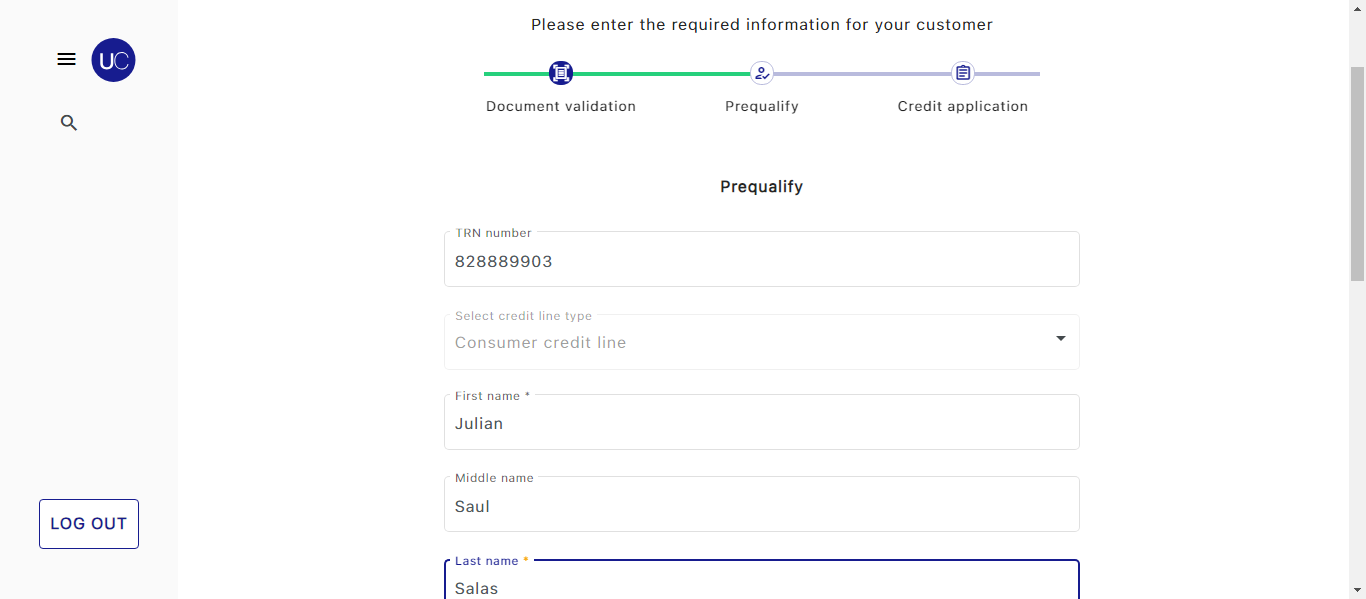 Please enter the required information for your customer
UC
Document validation
Prequalify
Credit application
Prequalify
TRN number
828889903
Select credit line type
Consumer credit line
First name *
Julian
Middle name
Saul
LOG OUT
Last name *
Salas